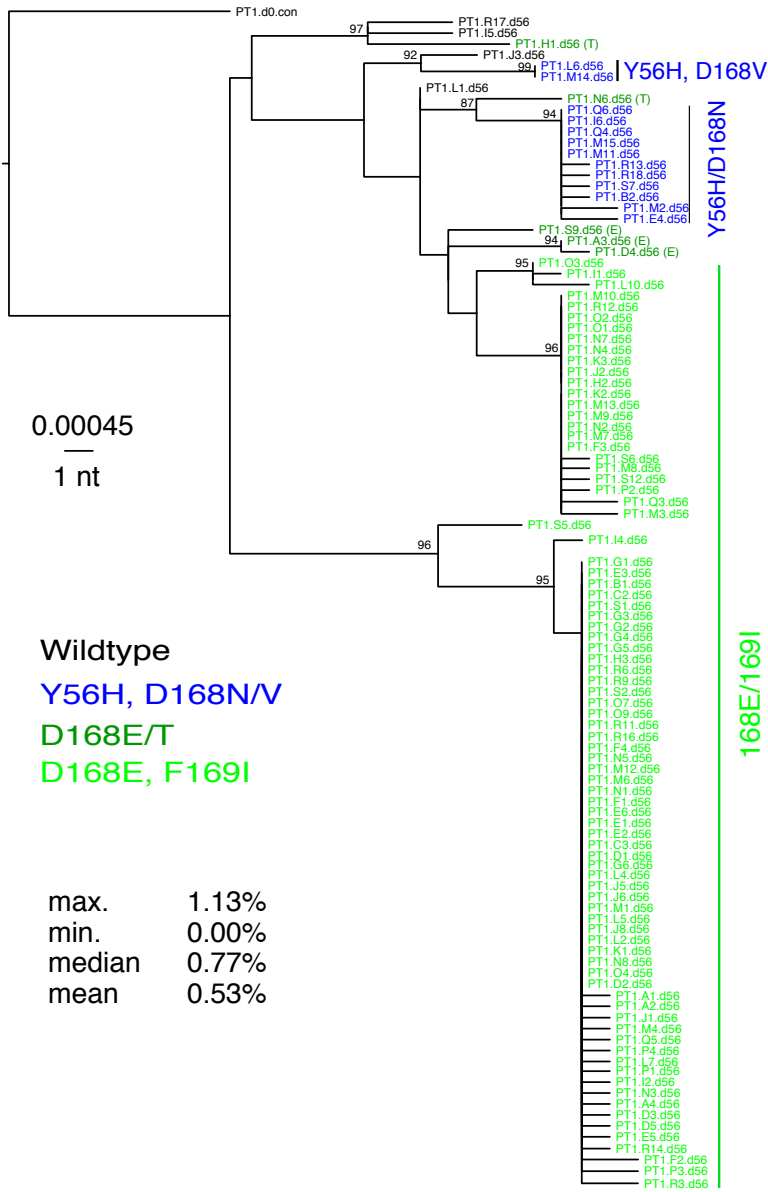 PT1.d0.con
PT1.R17.d56
97
PT1.I5.d56
PT1.H1.d56 (T)
92
PT1.J3.d56
99
PT1.L6.d56
PT1.M14.d56
Y56H, D168V
PT1.L1.d56
87
PT1.N6.d56 (T)
94
PT1.Q6.d56
PT1.I6.d56
PT1.Q4.d56
PT1.M15.d56
PT1.M11.d56
PT1.R13.d56
PT1.R18.d56
PT1.S7.d56
PT1.B2.d56
PT1.M2.d56
PT1.E4.d56
Y56H/D168N
PT1.S9.d56 (E)
94
PT1.A3.d56 (E)
PT1.D4.d56 (E)
95
PT1.O3.d56
PT1.I1.d56
PT1.L10.d56
PT1.M10.d56
PT1.R12.d56
PT1.O2.d56
PT1.O1.d56
PT1.N7.d56
96
PT1.N4.d56
PT1.K3.d56
PT1.J2.d56
PT1.H2.d56
PT1.K2.d56
PT1.M13.d56
PT1.M9.d56
PT1.N2.d56
PT1.M7.d56
PT1.F3.d56
PT1.S6.d56
PT1.M8.d56
PT1.S12.d56
PT1.P2.d56
PT1.Q3.d56
PT1.M3.d56
0.00045
1 nt
96
PT1.S5.d56
PT1.I4.d56
95
PT1.G1.d56
PT1.E3.d56
PT1.B1.d56
PT1.C2.d56
PT1.S1.d56
PT1.G3.d56
PT1.G2.d56
PT1.G4.d56
PT1.G5.d56
PT1.H3.d56
PT1.R6.d56
PT1.R9.d56
PT1.S2.d56
PT1.O7.d56
PT1.O9.d56
PT1.R11.d56
PT1.R16.d56
PT1.F4.d56
PT1.N5.d56
PT1.M12.d56
PT1.M6.d56
PT1.N1.d56
PT1.F1.d56
PT1.E6.d56
PT1.E1.d56
PT1.E2.d56
PT1.C3.d56
PT1.D1.d56
PT1.G6.d56
PT1.L4.d56
PT1.J5.d56
PT1.J6.d56
PT1.M1.d56
PT1.L5.d56
PT1.J8.d56
PT1.L2.d56
PT1.K1.d56
PT1.N8.d56
PT1.O4.d56
PT1.D2.d56
PT1.A1.d56
PT1.A2.d56
PT1.J1.d56
PT1.M4.d56
PT1.Q5.d56
PT1.P4.d56
PT1.L7.d56
PT1.P1.d56
PT1.I2.d56
PT1.N3.d56
PT1.A4.d56
PT1.D3.d56
PT1.D5.d56
PT1.E5.d56
PT1.R14.d56
PT1.F2.d56
PT1.P3.d56
PT1.R3.d56
168E/169I
Wildtype
Y56H, D168N/V
D168E/T
D168E, F169I
max. 1.13%
min. 0.00%
median 0.77%
mean 0.53%